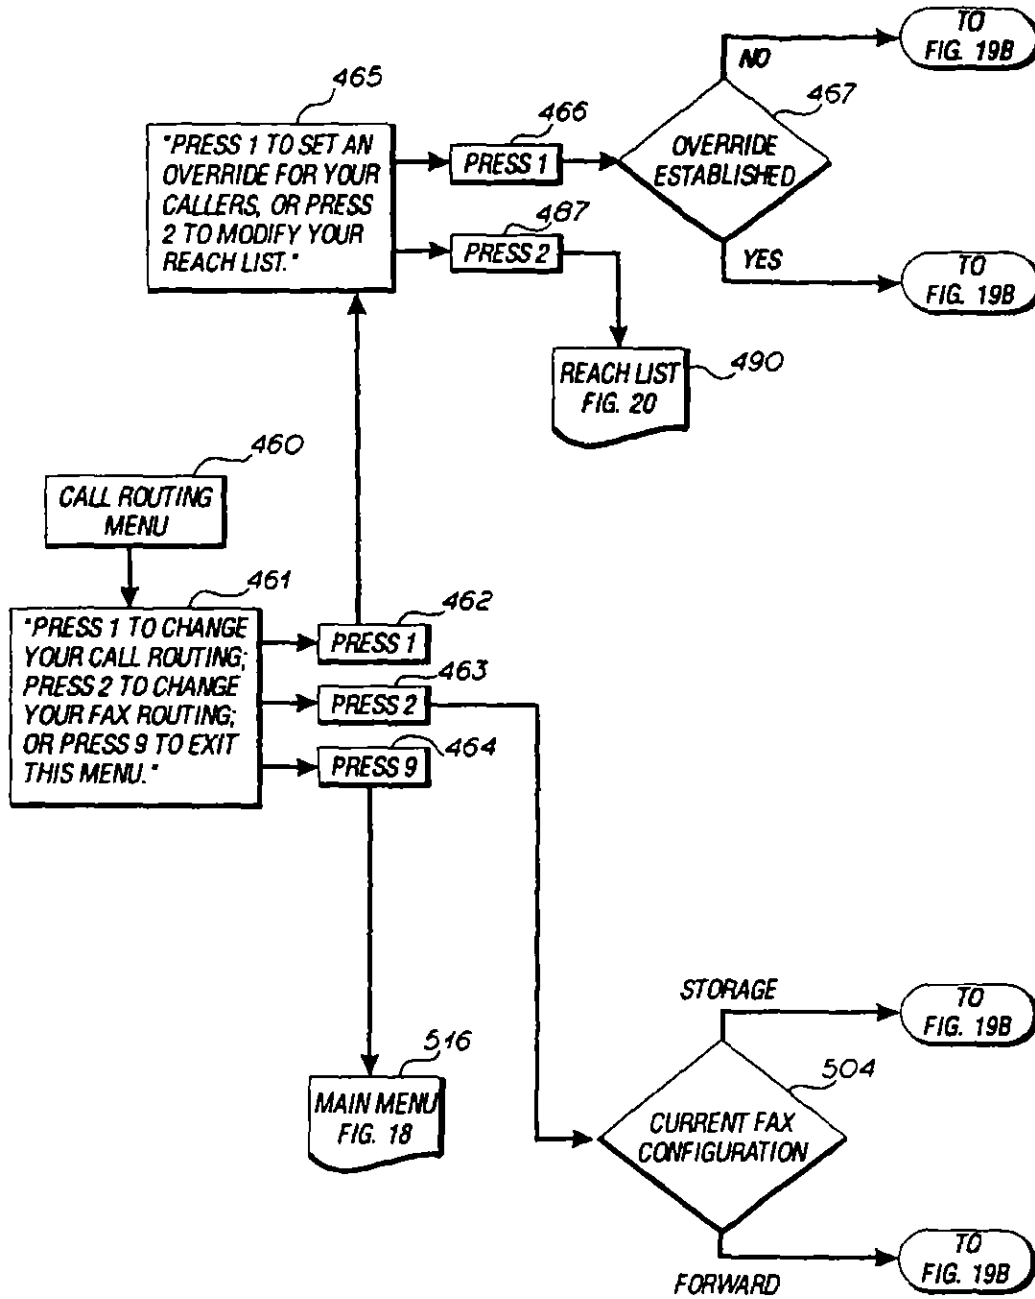 TO
FIG. 19B
NO
465
467
466
"PRESS 1 TO SET AN
OVERRIDE FOR YOUR
CALLERS, OR PRESS
2 TO MODIFY YOUR
REACH LIST."
PRESS 1
OVERRIDE
ESTABLISHED
487
PRESS 2
YES
TO
FIG. 19B
REACH LIST
FIG. 20
490
460
CALL ROUTING
MENU
461
462
"PRESS 1 TO CHANGE
YOUR CALL ROUTING;
PRESS 2 TO CHANGE
YOUR FAX ROUTING;
OR PRESS 9 TO EXIT
THIS MENU."
PRESS 1
463
PRESS 2
464
PRESS 9
STORAGE
TO
FIG. 19B
516
MAIN MENU
FIG. 18
504
CURRENT FAX
CONFIGURATION
FORWARD
TO
FIG. 19B